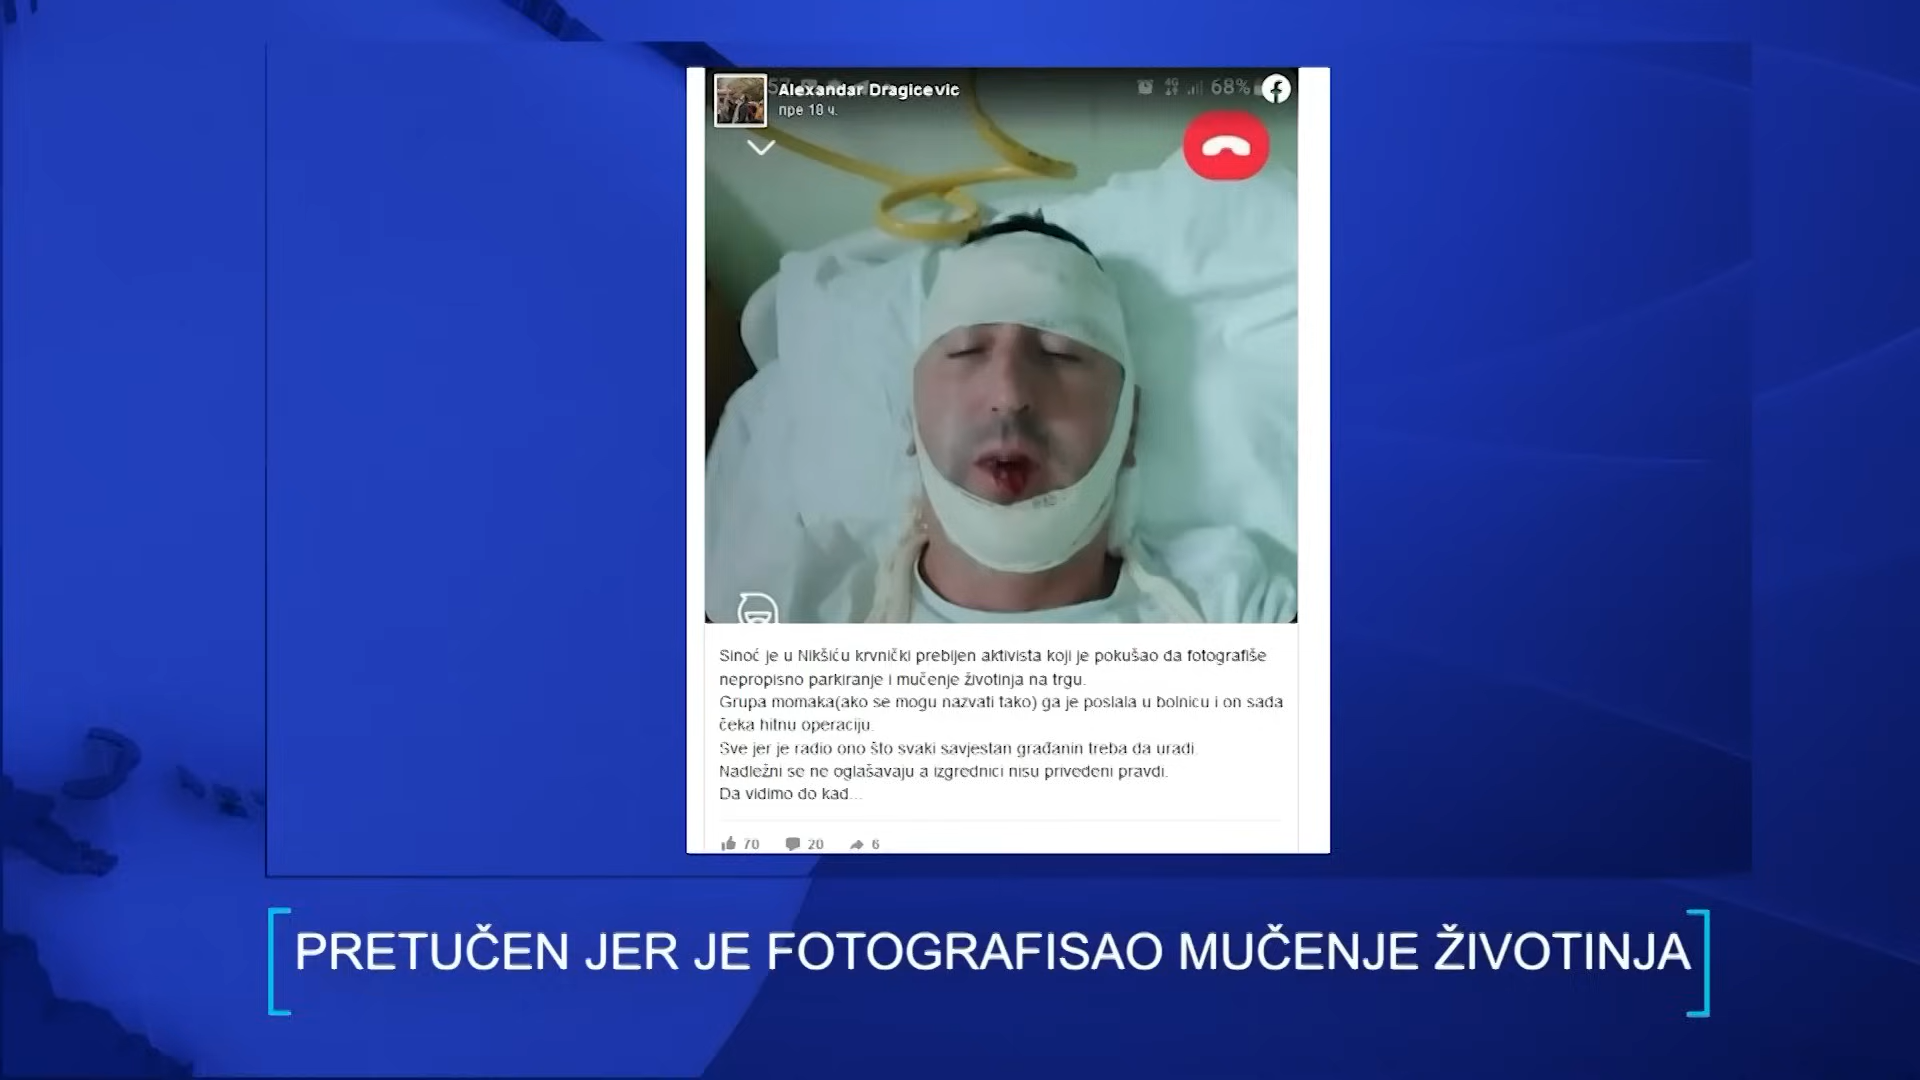 Alexandar Dragicevic
пре 18 ч.
4G
68%
Sinoć je u Nikšiću krvnički prebijen aktivista koji je pokušao da fotografiše
nepropisno parkiranje i mučenje životinja na trgu.
Grupa momaka(ako se mogu nazvati tako) ga je poslala u bolnicu i on sada
čeka hitnu operaciju.
Sve jer je radio ono što svaki savjestan građanin treba da uradi.
Nadležni se ne oglašavaju a izgrednici nisu privedeni pravdi.
Da vidimo do kad...
70 20 6
PRETUČEN JER JE FOTOGRAFISAO MUČENJE ŽIVOTINJA